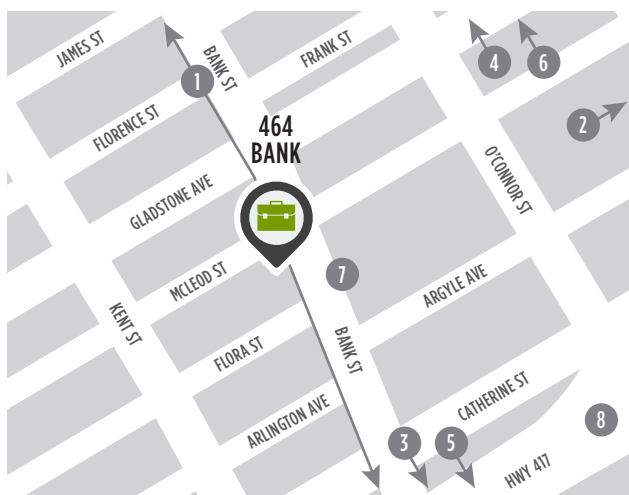 JAMES ST
BANK ST
FRANK ST
4
6
1
2
FLORENCE ST
464
BANK
O'CONNOR ST
GLADSTONE AVE
MCLEOD ST
7
ARGYLE AVE
KENT ST
FLORA ST
BANK ST
ARLINGTON AVE
CATHERINE ST
3
5
8
HWY 417